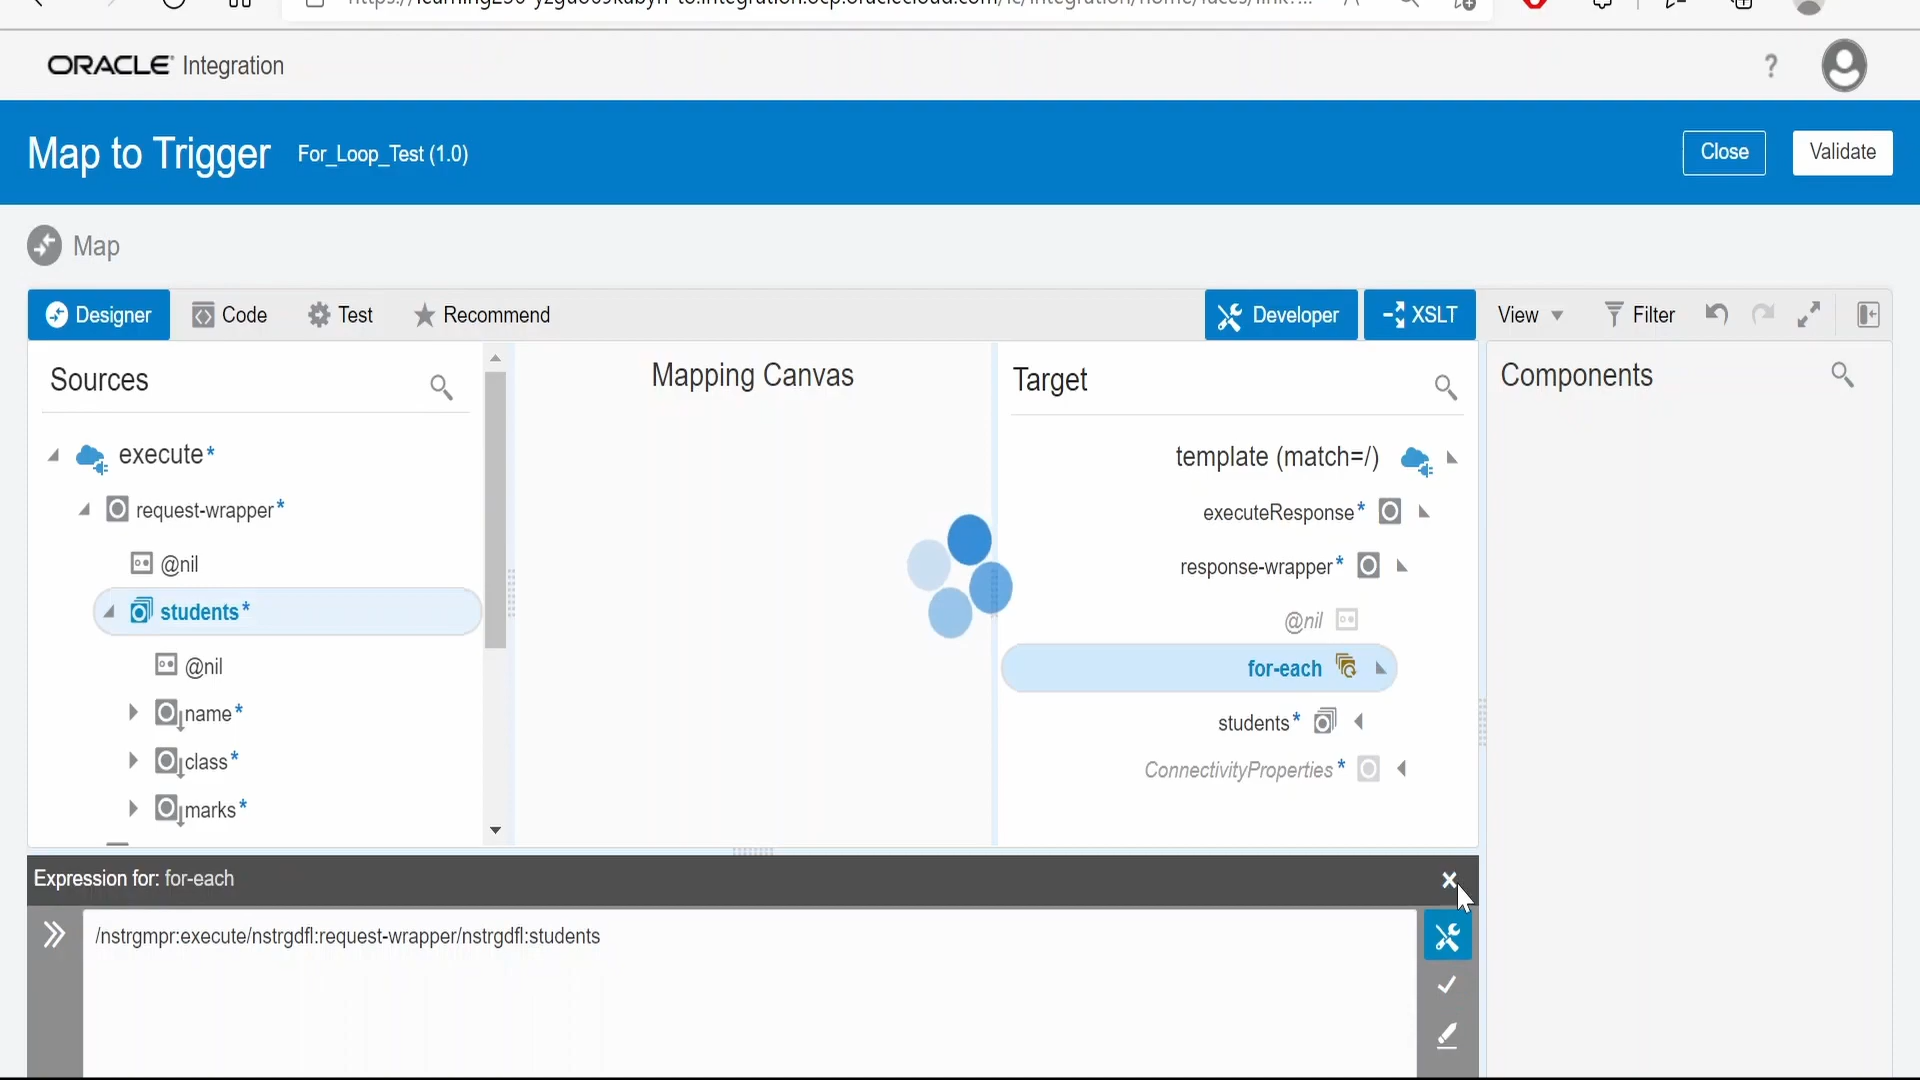 ORACLE Integration
?
Map to Trigger For_Loop_Test (1.0)
Close
Validate
Map
Designer
Code
Test
Recommend
Developer
XSLT
View
Filter
Sources
Mapping Canvas
Target
Components
execute*
request-wrapper*
@nil
students*
@nil
name*
class*
marks*
template (match=/)
executeResponse*
response-wrapper*
@nil
for-each
students*
ConnectivityProperties*
Expression for: for-each
/nstrgmpr:execute/nstrgdfl:request-wrapper/nstrgdfl:students